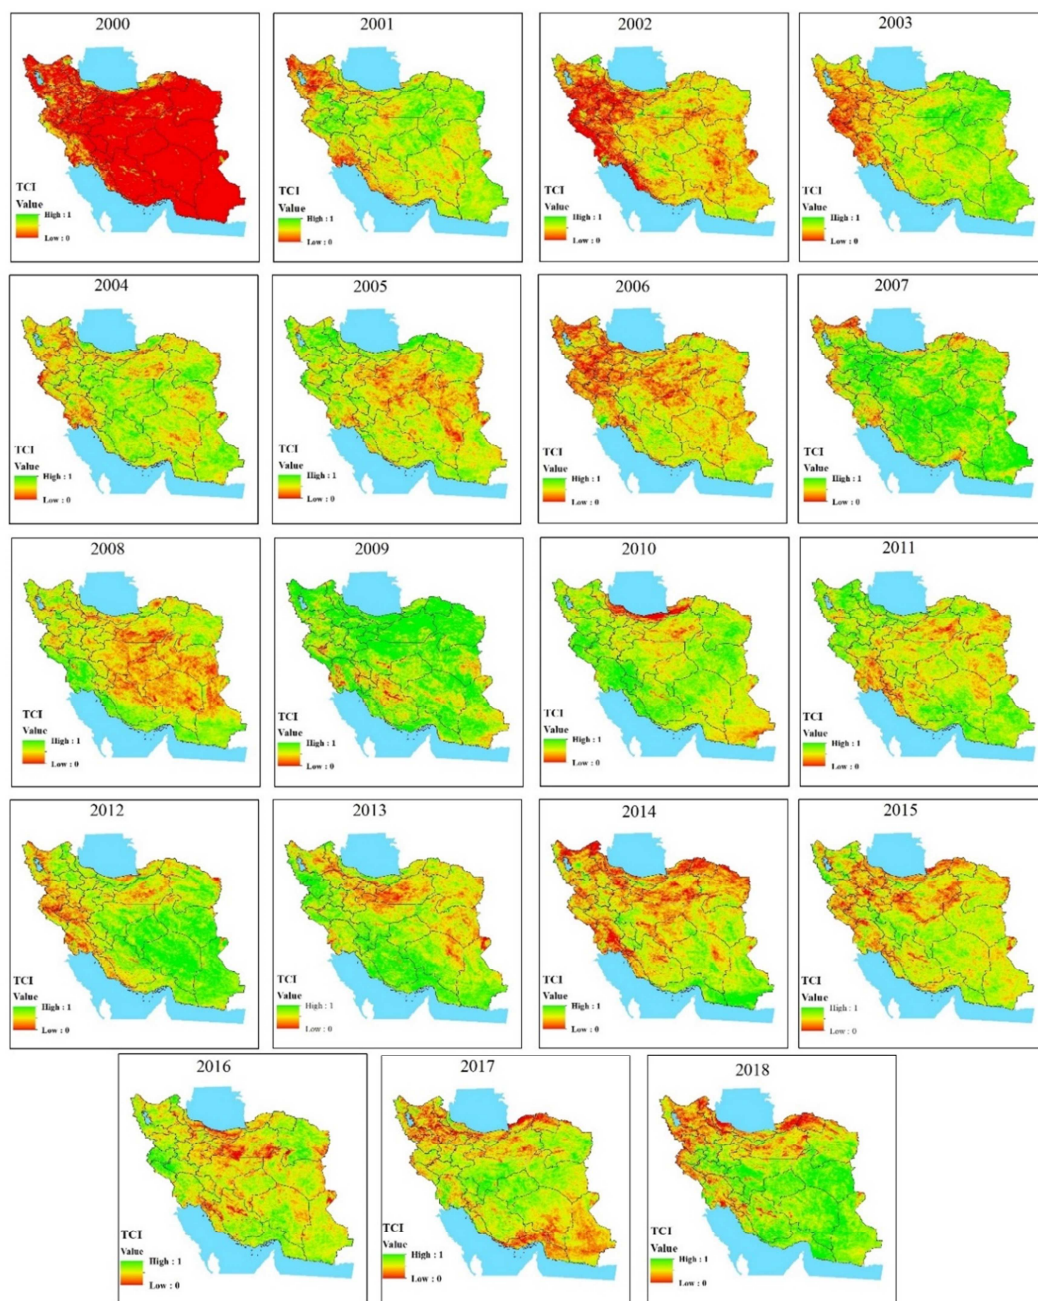 2000
TCI
Value
High : 1
Low : 0
2001
TCI
Value
High : 1
Low : 0
2002
TCI
Value
High : 1
Low : 0
2003
TCI
Value
High : 1
Low : 0
2004
TCI
Value
High : 1
Low : 0
2005
TCI
Value
High : 1
Low : 0
2006
TCI
Value
High : 1
Low : 0
2007
TCI
Value
High : 1
Low : 0
2008
TCI
Value
High : 1
Low : 0
2009
TCI
Value
High : 1
Low : 0
2010
TCI
Value
High : 1
Low : 0
2011
TCI
Value
High : 1
Low : 0
2012
TCI
Value
High : 1
Low : 0
2013
TCI
Value
High : 1
Low : 0
2014
TCI
Value
High : 1
Low : 0
2015
TCI
Value
High : 1
Low : 0
2016
TCI
Value
High : 1
Low : 0
2017
TCI
Value
High : 1
Low : 0
2018
TCI
Value
High : 1
Low : 0